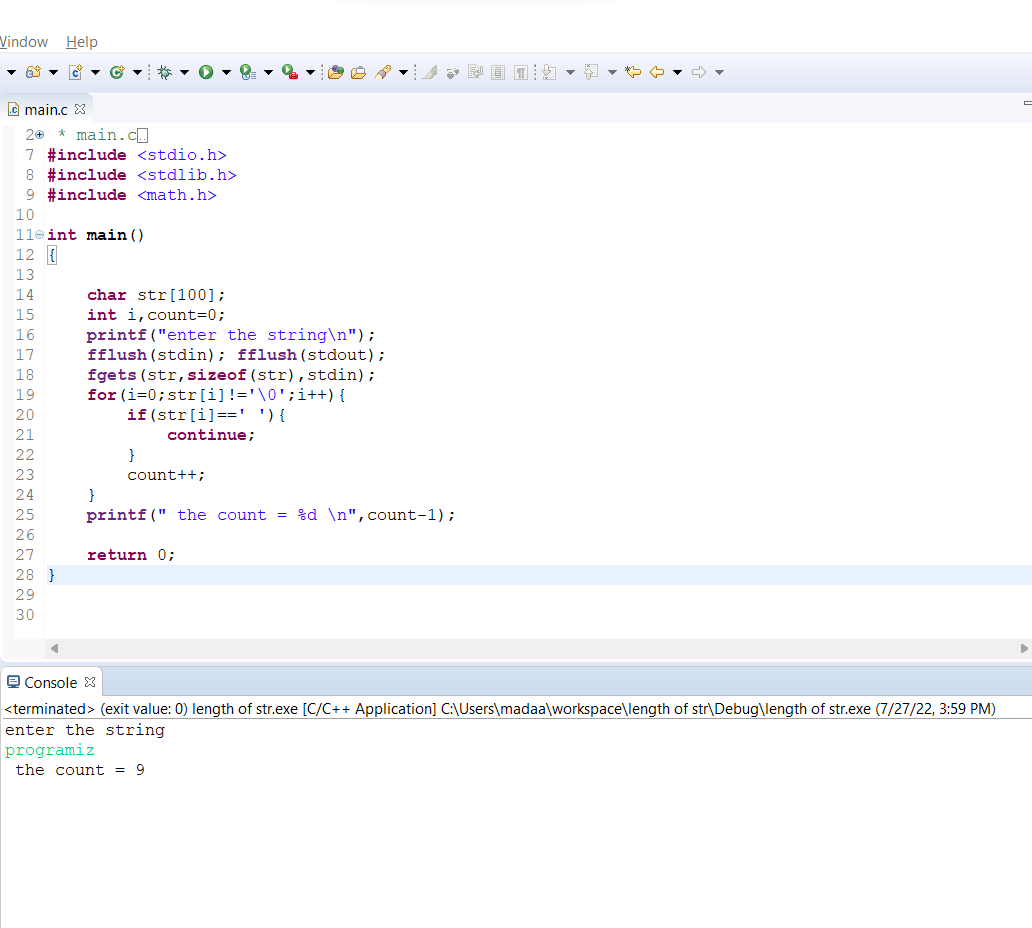 Window Help
main.c
2 * main.c
7 #include <stdio.h>
8 #include <stdlib.h>
9 #include <math.h>
10
11 int main()
12 {
13
14     char str[100];
15     int i,count=0;
16     printf("enter the string\n");
17     fflush(stdin); fflush(stdout);
18     fgets(str,sizeof(str),stdin);
19     for(i=0;str[i]!='\0';i++){
20         if(str[i]==' '){
21             continue;
22         }
23         count++;
24     }
25     printf(" the count = %d \n",count-1);
26
27     return 0;
28 }
29
30
Console
<terminated> (exit value: 0) length of str.exe [C/C++ Application] C:\Users\madaa\workspace\length of str\Debug\length of str.exe (7/27/22, 3:59 PM)
enter the string
programiz
 the count = 9